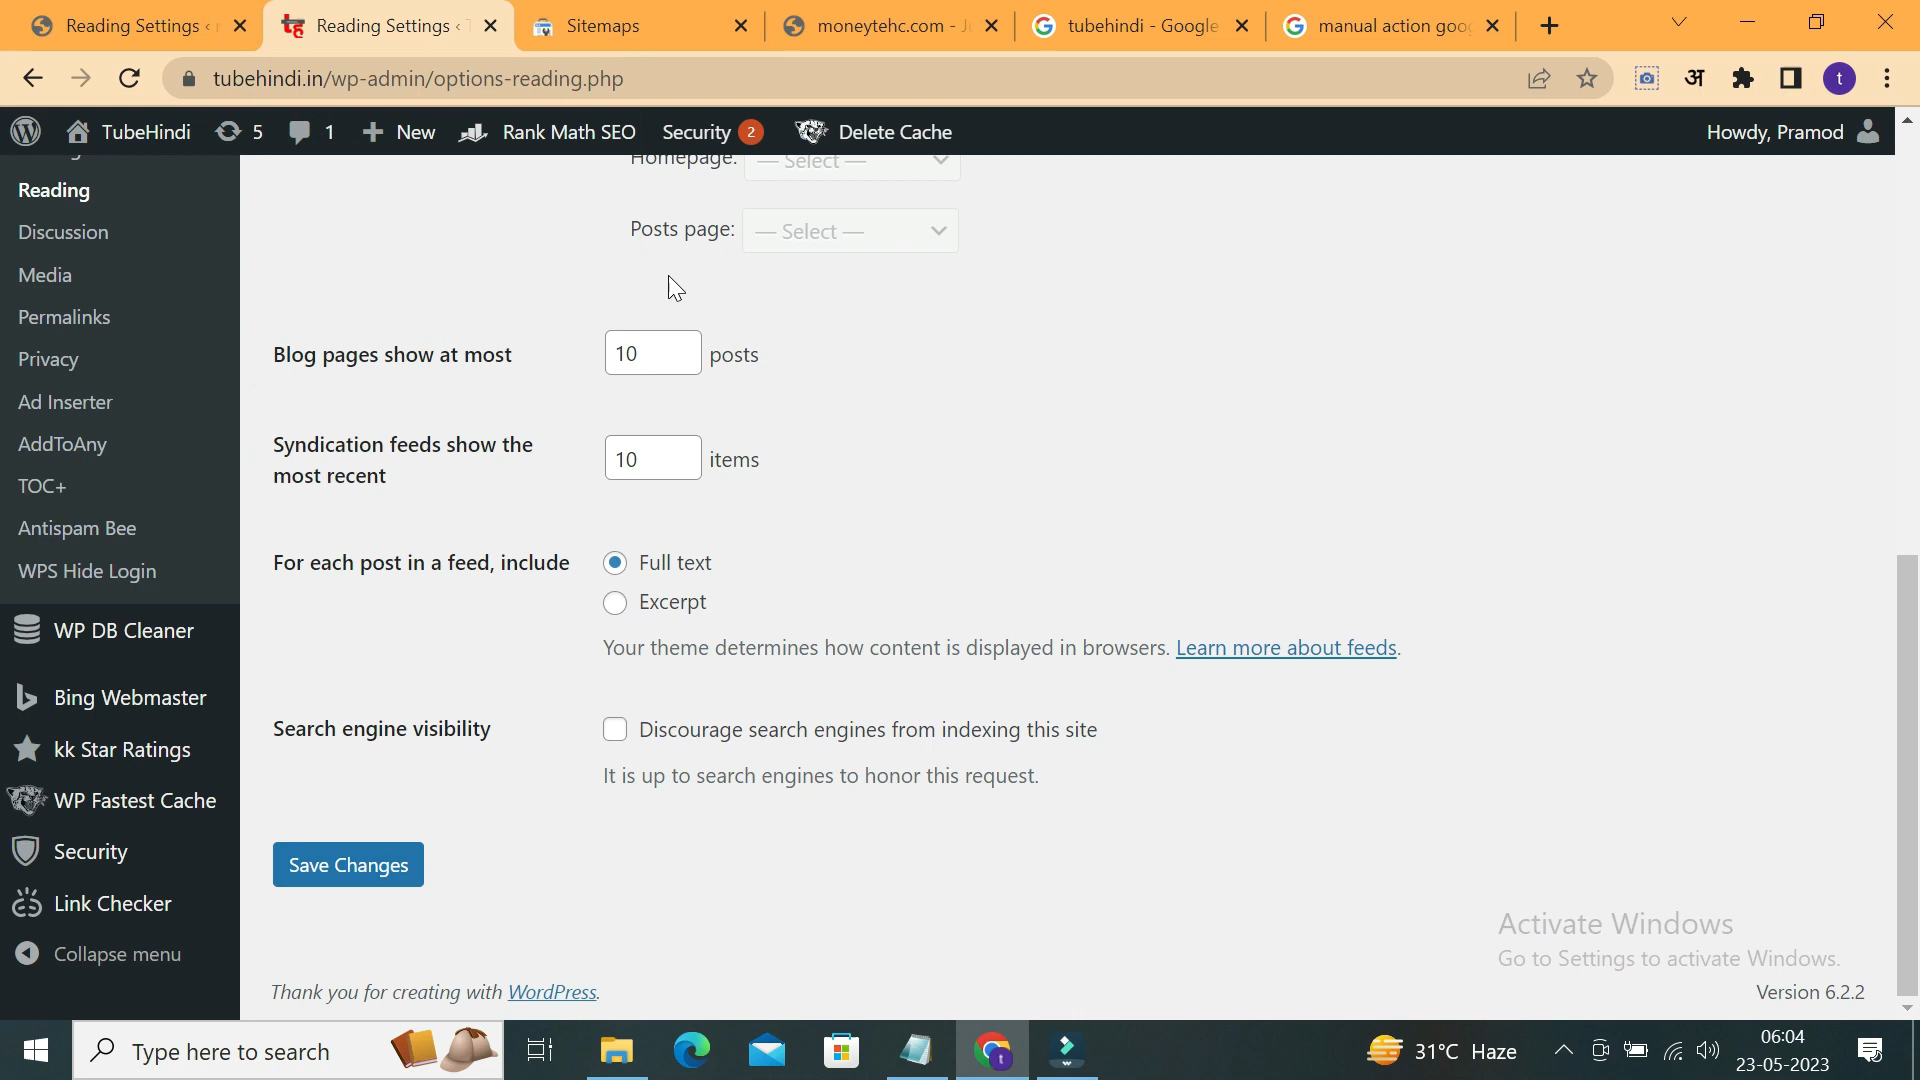 Reading Settings ‹
Reading Settings ‹
Sitemaps
moneytehc.com -
tubehindi - Google
manual action goo
tubehindi.in/wp-admin/options-reading.php
अ
t
TubeHindi
5
1
New
Rank Math SEO
Security 2
Delete Cache
Howdy, Pramod
Homepage: — Select —
Reading
Discussion
Media
Permalinks
Privacy
Ad Inserter
AddToAny
TOC+
Antispam Bee
WPS Hide Login
WP DB Cleaner
Bing Webmaster
kk Star Ratings
WP Fastest Cache
Security
Link Checker
Collapse menu
Posts page: — Select —
Blog pages show at most 10 posts
Syndication feeds show the
most recent
10 items
For each post in a feed, include
Full text
Excerpt
Your theme determines how content is displayed in browsers. Learn more about feeds.
Search engine visibility
Discourage search engines from indexing this site
It is up to search engines to honor this request.
Save Changes
Activate Windows
Go to Settings to activate Windows.
Thank you for creating with WordPress.
Version 6.2.2
Type here to search
31°C Haze
06:04
23-05-2023